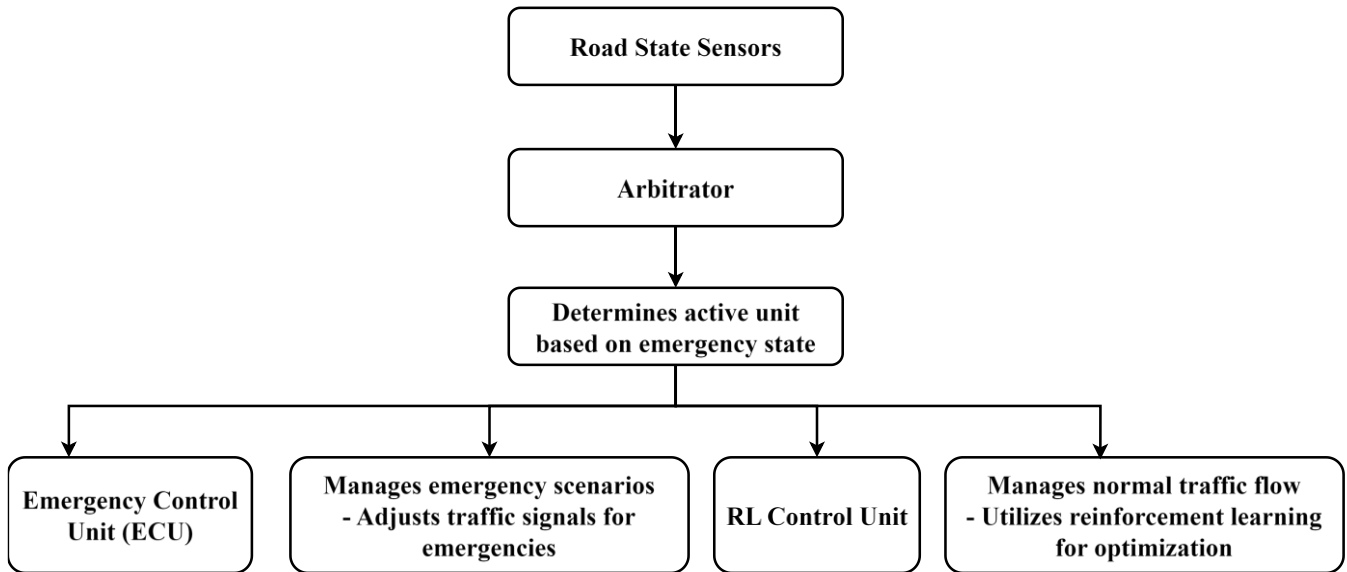 Road State Sensors
Arbitrator
Determines active unit
based on emergency state
Emergency Control
Unit (ECU)
Manages emergency scenarios
- Adjusts traffic signals for
emergencies
RL Control Unit
Manages normal traffic flow
- Utilizes reinforcement learning
for optimization